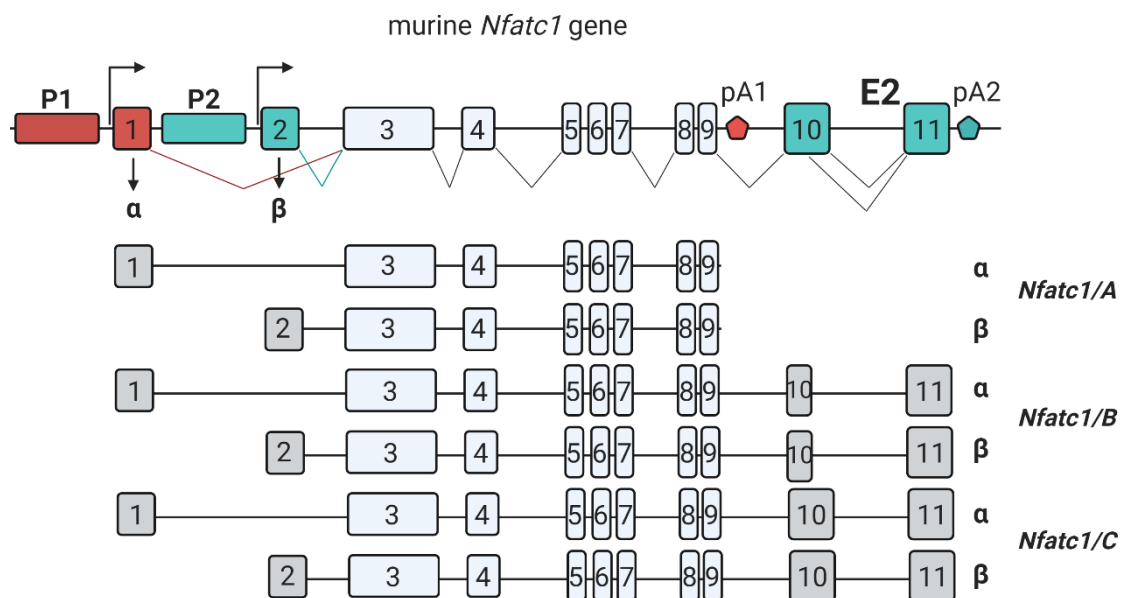 murine Nfatc1 gene
P1 P2 E2 pA1 pA2
1 2 3 4 5 6 7 8 9 10 11
α β
1 3 4 5 6 7 8 9 α
Nfatc1/A
2 3 4 5 6 7 8 9 β
1 3 4 5 6 7 8 9 10 11 α
Nfatc1/B
2 3 4 5 6 7 8 9 10 11 β
1 3 4 5 6 7 8 9 10 11 α
Nfatc1/C
2 3 4 5 6 7 8 9 10 11 β